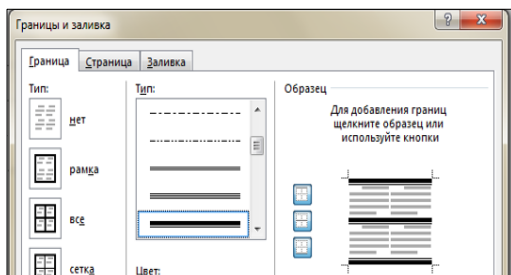 Границы и заливка
Граница Страница Заливка
Тип:
нет
рамка
все
сетка
Тип:
Цвет:
Образец
Для добавления границ
щелкните образец или
используйте кнопки